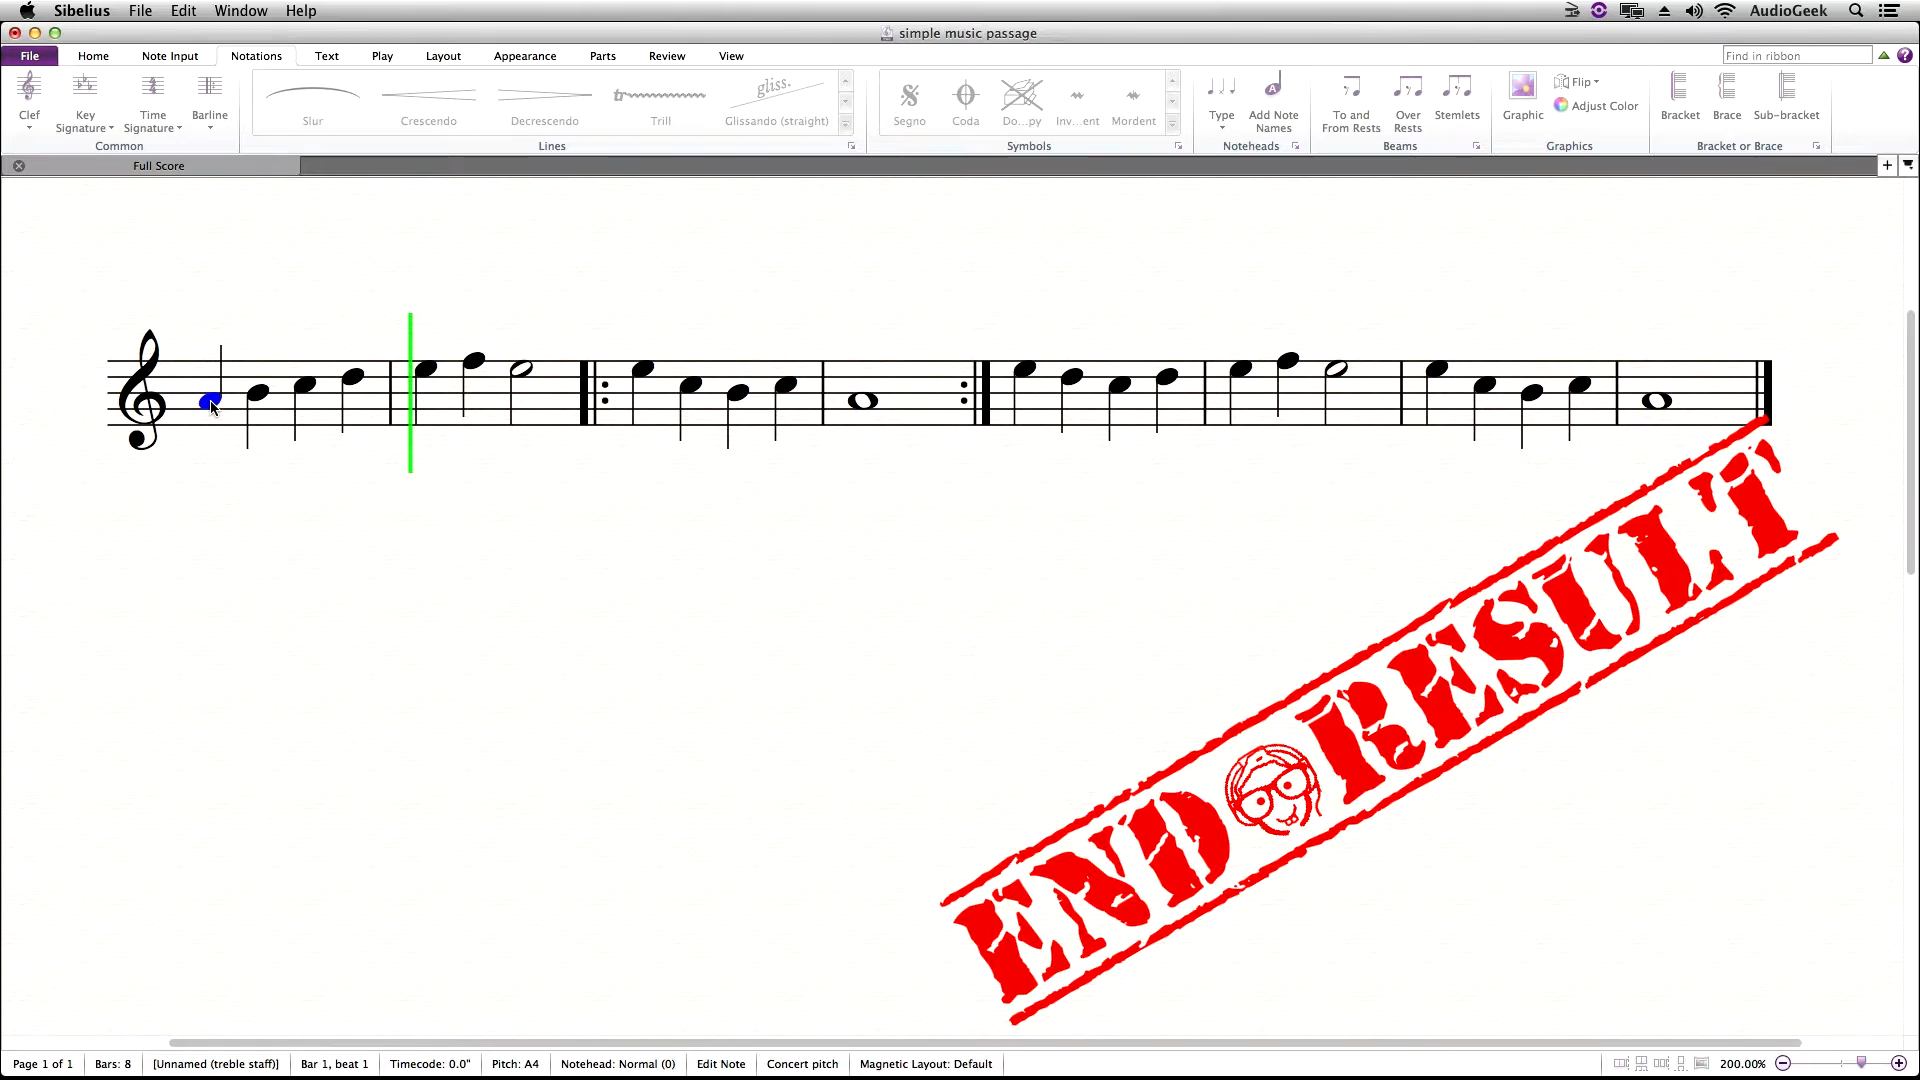 Sibelius File Edit Window Help AudioGeek
simple music passage
File Home Note Input Notations Text Play Layout Appearance Parts Review View Find in ribbon
Clef Key Signature Time Signature Barline
Common
gliss.
tr
Slur Crescendo Decrescendo Trill Glissando (straight)
Lines
Segno Coda Do...py Inv...ent Mordent
Symbols
Type Add Note Names
Noteheads
To and From Rests Over Rests Stemlets
Beams
Graphic Flip Adjust Color
Graphics
Bracket Brace Sub-bracket
Bracket or Brace
Full Score
END RESULT
Page 1 of 1 Bars: 8 [Unnamed (treble staff)] Bar 1, beat 1 Timecode: 0.0" Pitch: A4 Notehead: Normal (0) Edit Note Concert pitch Magnetic Layout: Default 200.00%